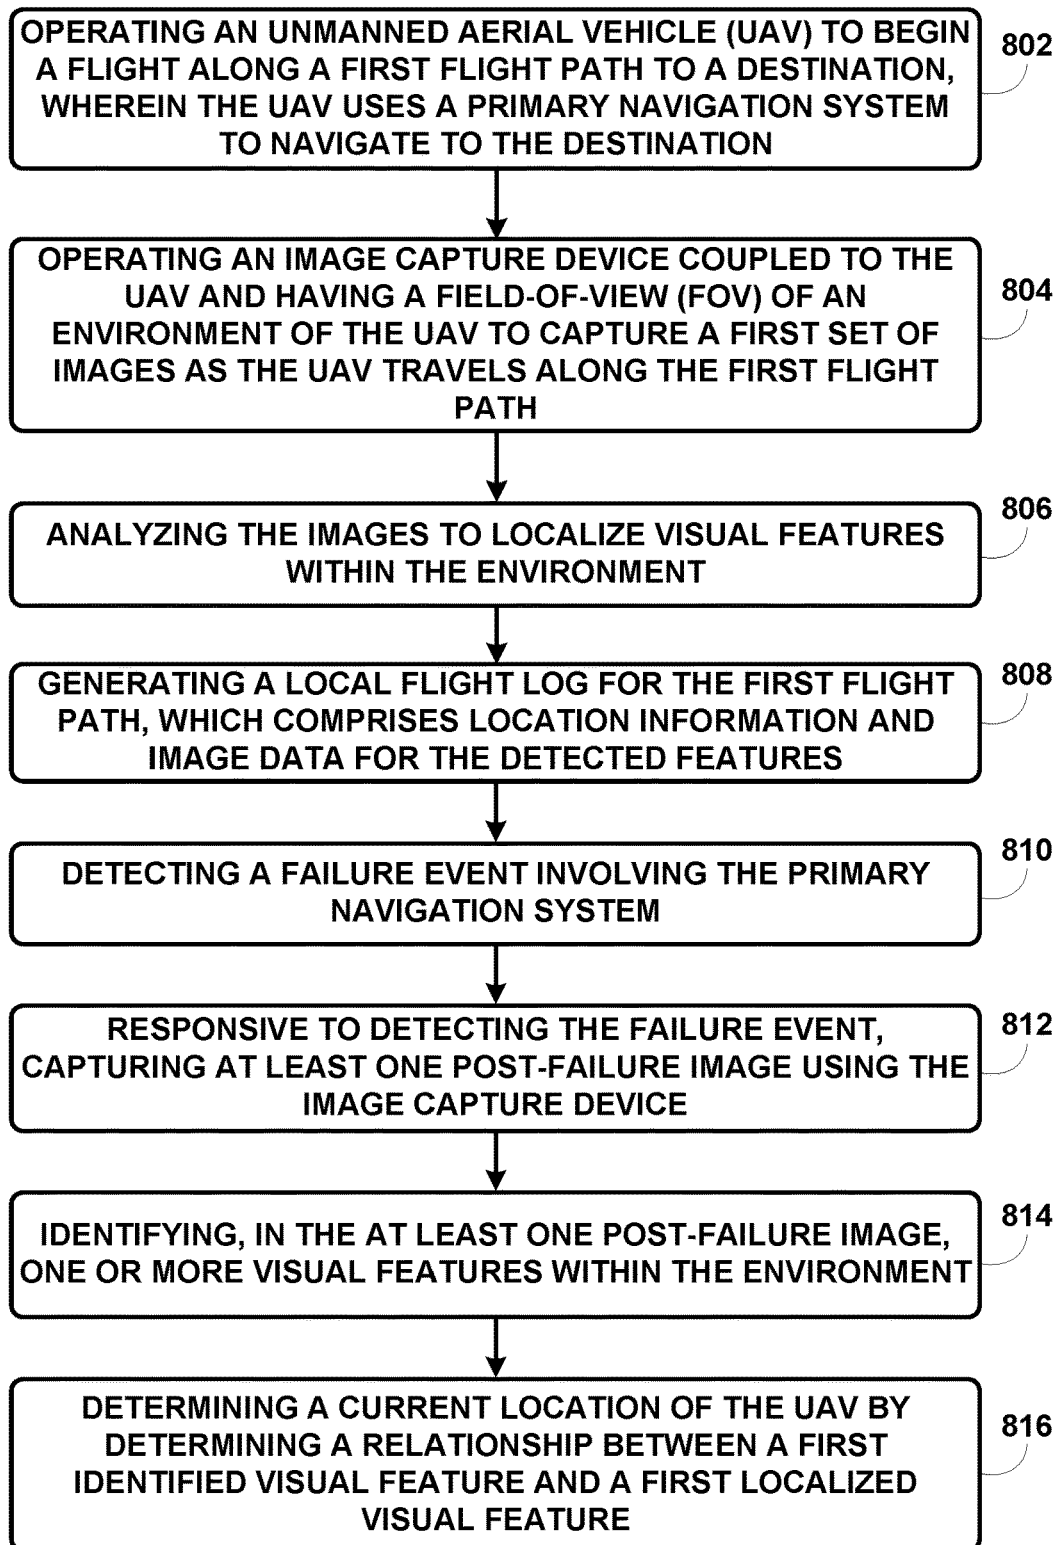 OPERATING AN UNMANNED AERIAL VEHICLE (UAV) TO BEGIN
A FLIGHT ALONG A FIRST FLIGHT PATH TO A DESTINATION,
WHEREIN THE UAV USES A PRIMARY NAVIGATION SYSTEM
TO NAVIGATE TO THE DESTINATION
802
OPERATING AN IMAGE CAPTURE DEVICE COUPLED TO THE
UAV AND HAVING A FIELD-OF-VIEW (FOV) OF AN
ENVIRONMENT OF THE UAV TO CAPTURE A FIRST SET OF
IMAGES AS THE UAV TRAVELS ALONG THE FIRST FLIGHT
PATH
804
ANALYZING THE IMAGES TO LOCALIZE VISUAL FEATURES
WITHIN THE ENVIRONMENT
806
GENERATING A LOCAL FLIGHT LOG FOR THE FIRST FLIGHT
PATH, WHICH COMPRISES LOCATION INFORMATION AND
IMAGE DATA FOR THE DETECTED FEATURES
808
DETECTING A FAILURE EVENT INVOLVING THE PRIMARY
NAVIGATION SYSTEM
810
RESPONSIVE TO DETECTING THE FAILURE EVENT,
CAPTURING AT LEAST ONE POST-FAILURE IMAGE USING THE
IMAGE CAPTURE DEVICE
812
IDENTIFYING, IN THE AT LEAST ONE POST-FAILURE IMAGE,
ONE OR MORE VISUAL FEATURES WITHIN THE ENVIRONMENT
814
DETERMINING A CURRENT LOCATION OF THE UAV BY
DETERMINING A RELATIONSHIP BETWEEN A FIRST
IDENTIFIED VISUAL FEATURE AND A FIRST LOCALIZED
VISUAL FEATURE
816